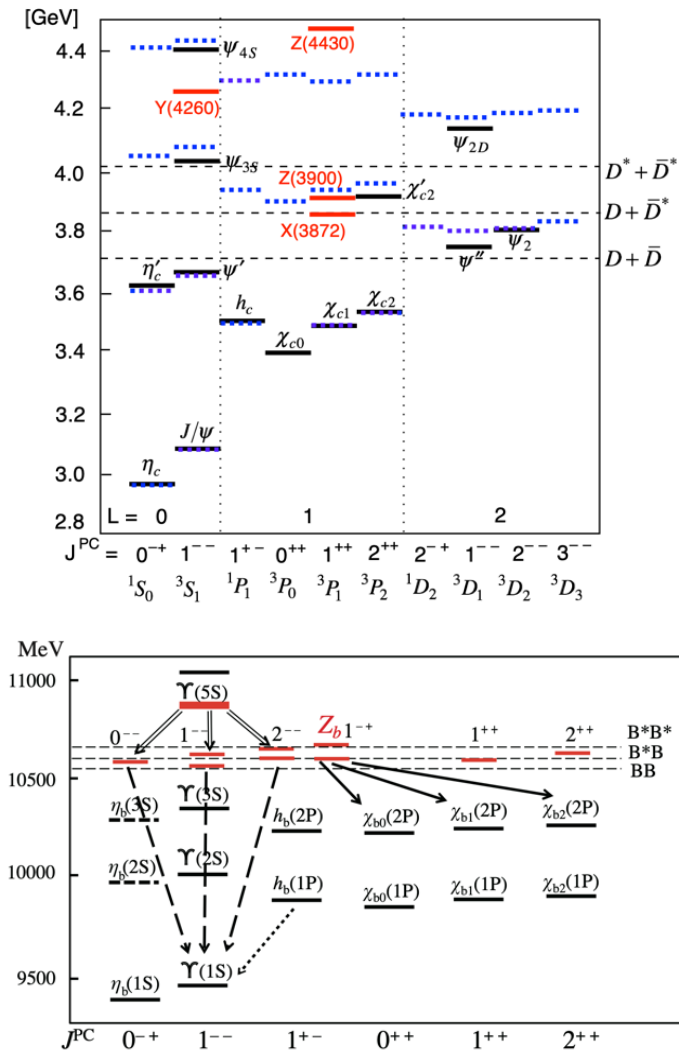 [GeV]
4.4 ψ4S Z(4430)
4.2 Y(4260) ψ2D
D* + D̄*
4.0 ψ3S Z(3900) χ′c2
D + D̄*
3.8 X(3872) ψ″ ψ2
D + D̄
η′c ψ′
3.6 hc χc0 χc1 χc2
3.4
3.2
J/ψ
3.0 ηc
2.8 L = 0 1 2
J^PC = 0⁻⁺ 1⁻⁻ 1⁺⁻ 0⁺⁺ 1⁺⁺ 2⁺⁺ 2⁻⁺ 1⁻⁻ 2⁻⁻ 3⁻⁻
¹S₀ ³S₁ ¹P₁ ³P₀ ³P₁ ³P₂ ¹D₂ ³D₁ ³D₂ ³D₃
MeV
11000
ϒ(5S)
0⁻⁻ 1⁻⁻ 2⁻⁻ Zb 1⁻⁺ 1⁺⁺ 2⁺⁺ B*B*
B*B
10500 BB
ηb(3S) ϒ(3S) hb(2P) χb0(2P) χb1(2P) χb2(2P)
ηb(2S) ϒ(2S)
10000 hb(1P) χb0(1P) χb1(1P) χb2(1P)
9500 ηb(1S) ϒ(1S)
J^PC 0⁻⁺ 1⁻⁻ 1⁺⁻ 0⁺⁺ 1⁺⁺ 2⁺⁺